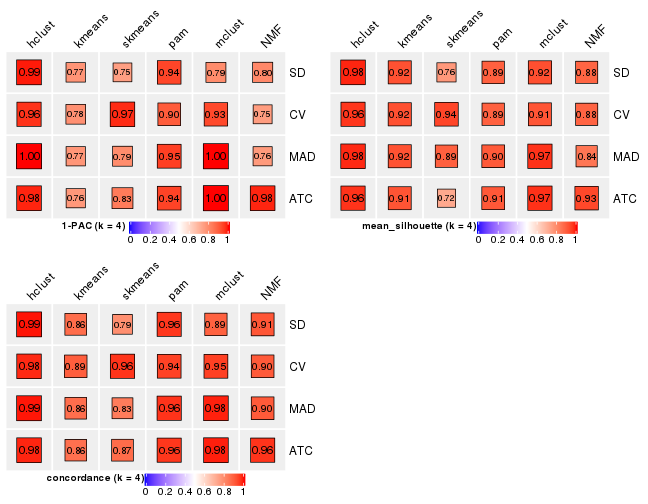 hclust kmeans skmeans pam mclust NMF
0.99 0.77 0.75 0.94 0.79 0.80 SD
0.96 0.78 0.97 0.90 0.93 0.75 CV
1.00 0.77 0.79 0.95 1.00 0.76 MAD
0.98 0.76 0.83 0.94 1.00 0.98 ATC
1-PAC (k = 4)
0 0.2 0.4 0.6 0.8 1
hclust kmeans skmeans pam mclust NMF
0.98 0.92 0.76 0.89 0.92 0.88 SD
0.96 0.92 0.94 0.89 0.91 0.88 CV
0.98 0.92 0.89 0.90 0.97 0.84 MAD
0.96 0.91 0.72 0.91 0.97 0.93 ATC
mean_silhouette (k = 4)
0 0.2 0.4 0.6 0.8 1
hclust kmeans skmeans pam mclust NMF
0.99 0.86 0.79 0.96 0.89 0.91 SD
0.98 0.89 0.96 0.94 0.95 0.90 CV
0.99 0.86 0.83 0.96 0.98 0.90 MAD
0.98 0.86 0.87 0.96 0.98 0.96 ATC
concordance (k = 4)
0 0.2 0.4 0.6 0.8 1